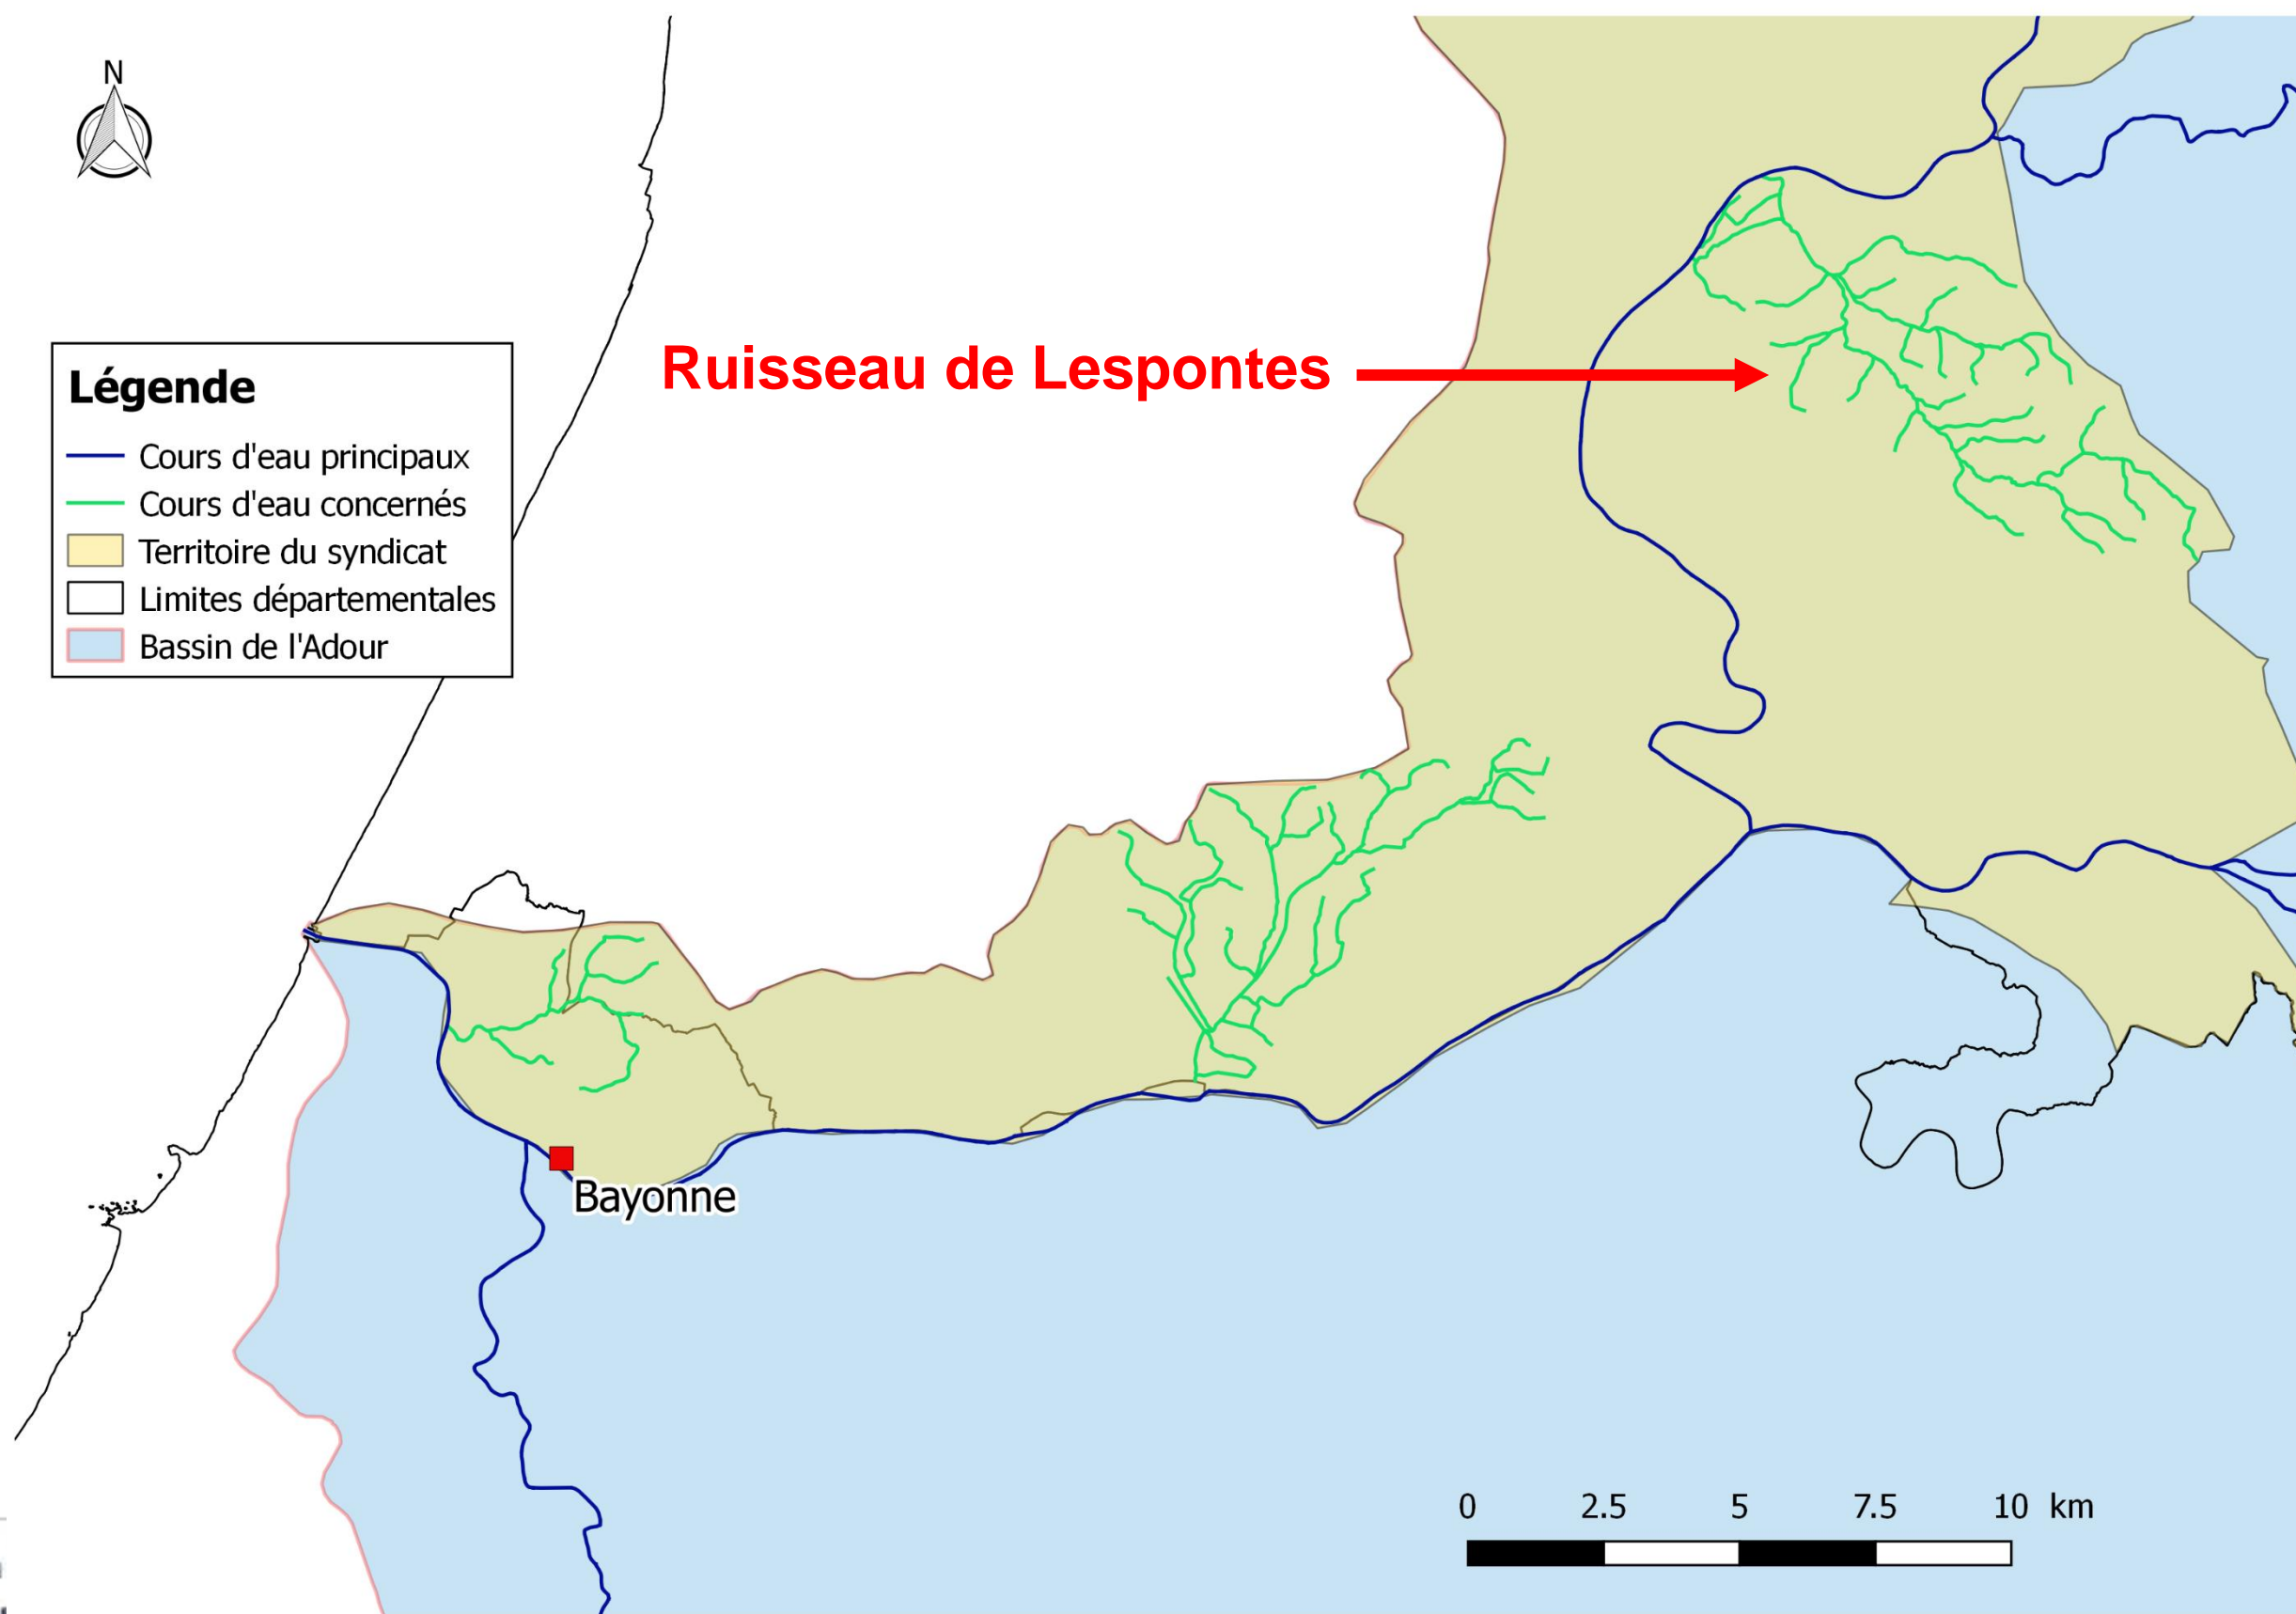 N
Ruisseau de Lespontes
Légende
Cours d'eau principaux
Cours d'eau concernés
Territoire du syndicat
Limites départementales
Bassin de l'Adour
Bayonne
0 2.5 5 7.5 10 km